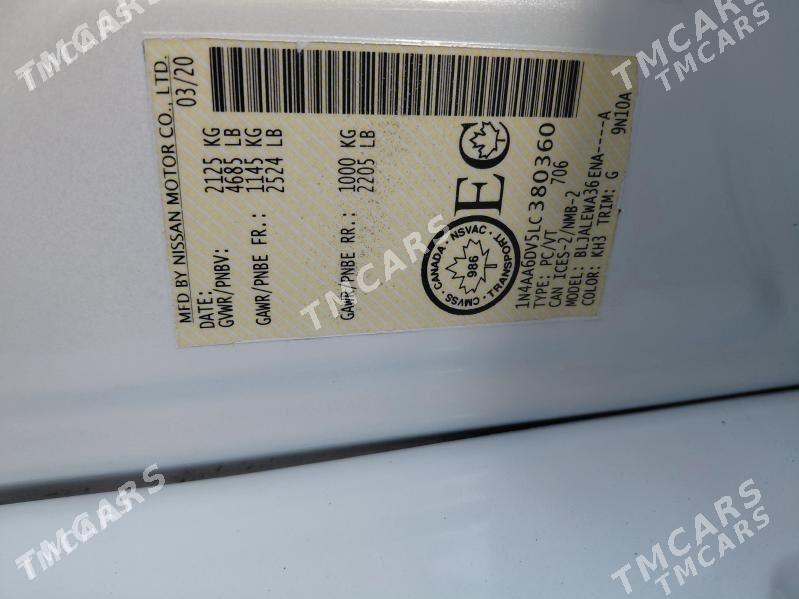 MFD BY NISSAN MOTOR CO., LTD.
DATE: 03/20
GVWR/PNBV: 2125 KG
4685 LB
GAWR/PNBE FR.: 1145 KG
2524 LB
GAWR/PNBE RR.: 1000 KG
2205 LB
CANADA · NSVAC · TRANSPORT · CMVSS
986
EC
1N4AA6DV5LC380360
TYPE: PC/VT 706
CAN ICES-2/NMB-2
MODEL: BLJALEWA36ENA----A
COLOR: KH3 TRIM: G 9N10A
TMCARS
TMCARS
TMCARS
TMCARS
TMCARS
TMCARS
TMCARS
TMCARS
TMCARS
TMCARS